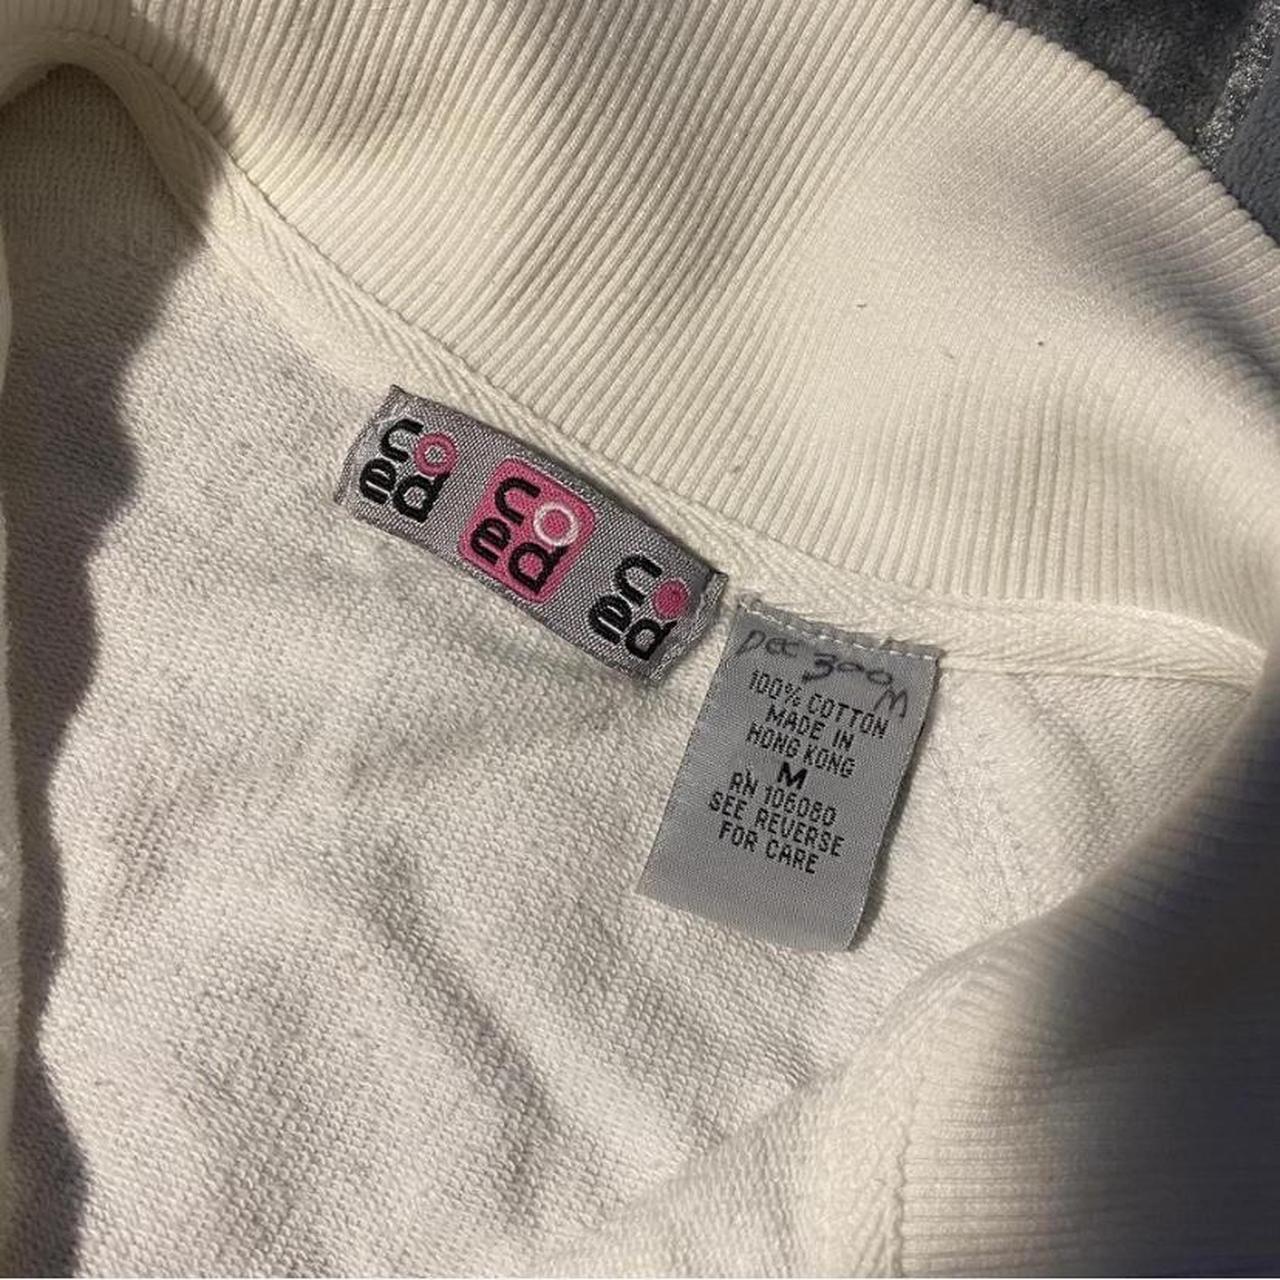 co
ed
co
ed
co
ed
300
M
100% COTTON
MADE IN
HONG KONG
M
RN 106080
SEE REVERSE
FOR CARE